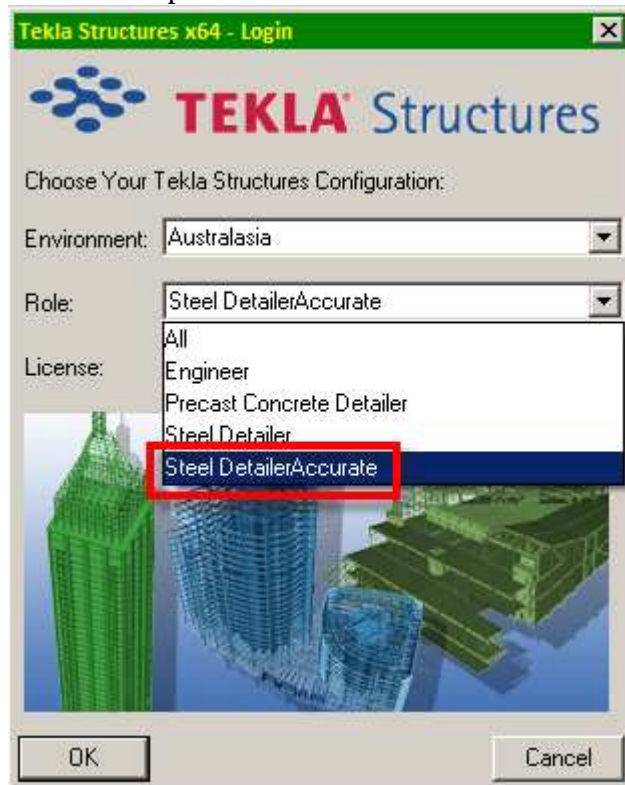 Tekla Structures x64 - Login
TEKLA Structures
Choose Your Tekla Structures Configuration:
Environment: Australasia
Role: Steel DetailerAccurate
All
License: Engineer
Precast Concrete Detailer
Steel Detailer
Steel DetailerAccurate
OK Cancel